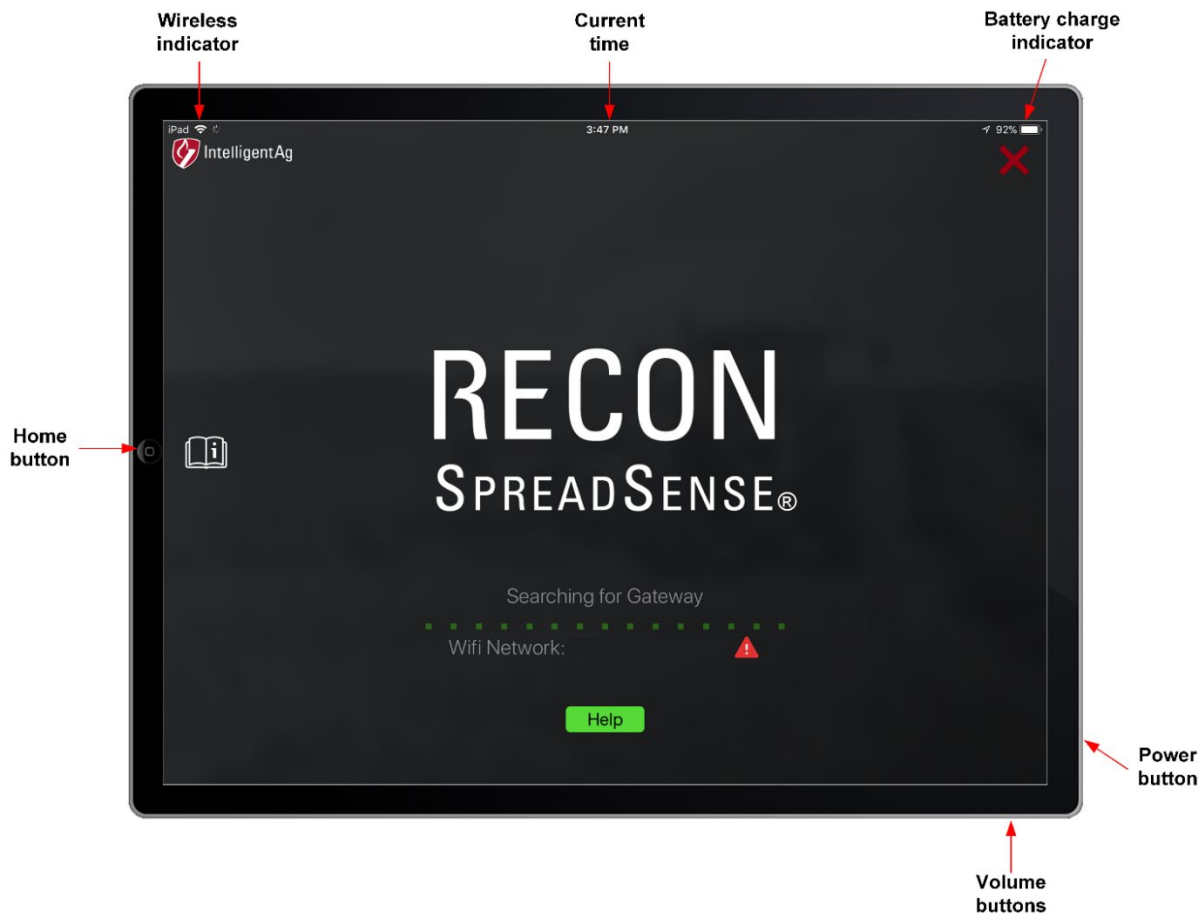 Wireless
indicator
Current
time
Battery charge
indicator
iPad
3:47 PM
92%
IntelligentAg
Home
button
i
RECON
SPREADSENSE®
Searching for Gateway
Wifi Network:
!
Help
Power
button
Volume
buttons